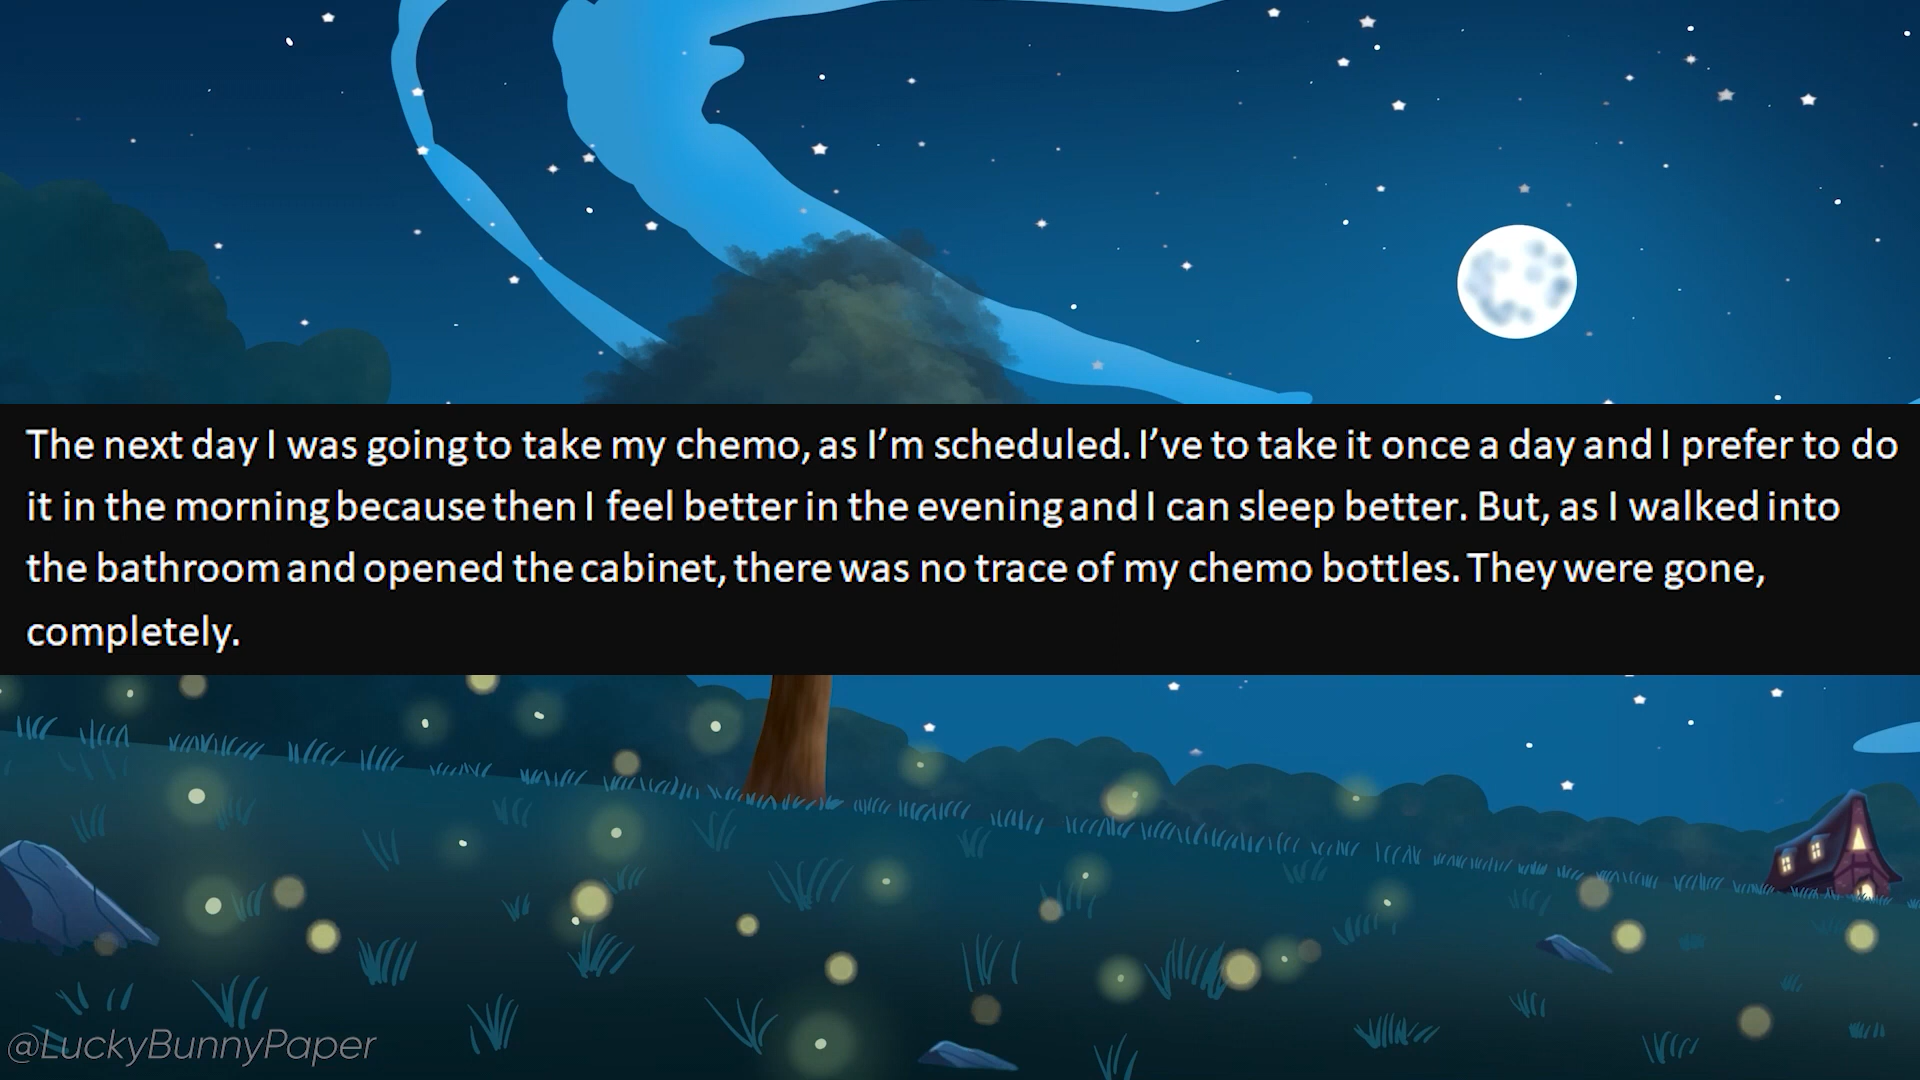 The next day I was going to take my chemo, as I’m scheduled. I’ve to take it once a day and I prefer to do
it in the morning because then I feel better in the evening and I can sleep better. But, as I walked into
the bathroom and opened the cabinet, there was no trace of my chemo bottles. They were gone,
completely.
@LuckyBunnyPaper